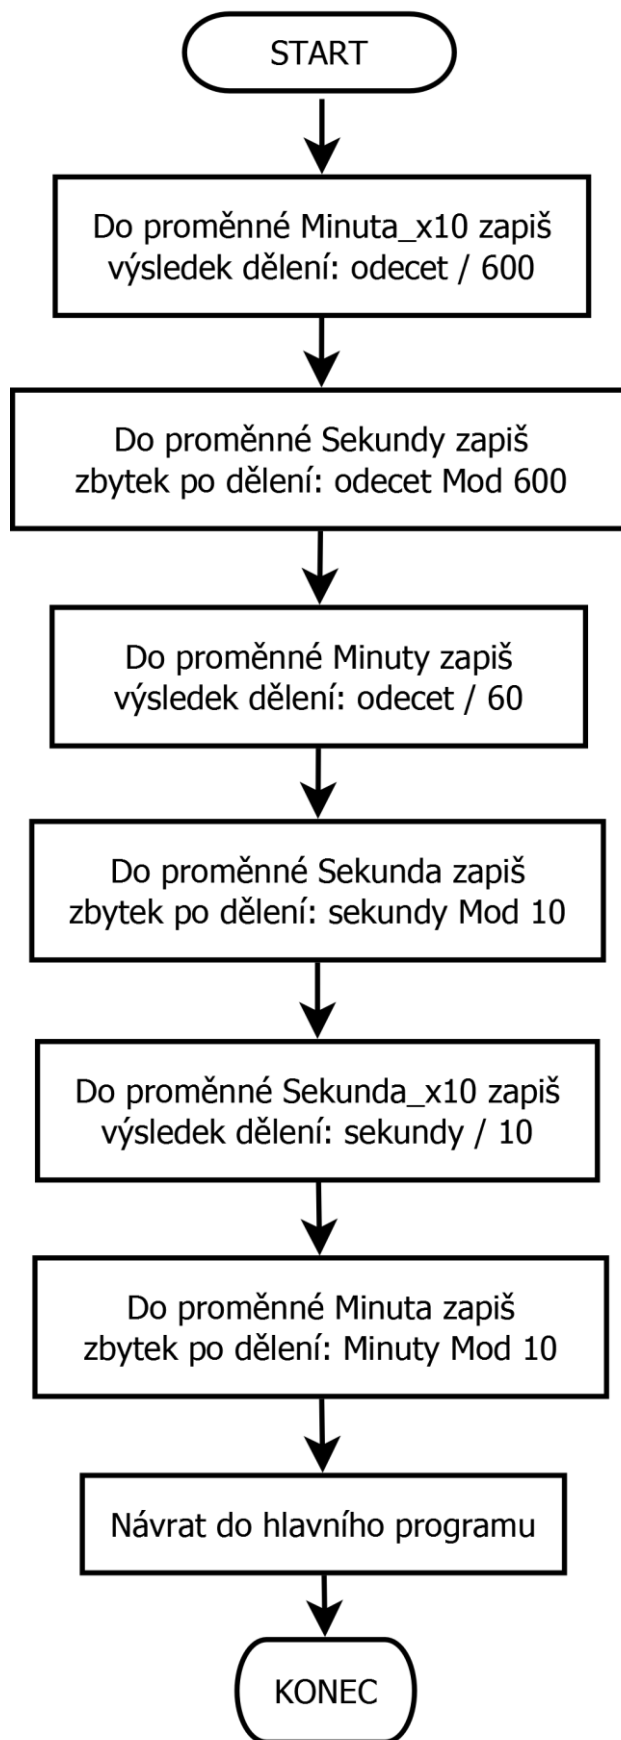 START
Do proměnné Minuta_x10 zapiš
výsledek dělení: odecet / 600
Do proměnné Sekundy zapiš
zbytek po dělení: odecet Mod 600
Do proměnné Minuty zapiš
výsledek dělení: odecet / 60
Do proměnné Sekunda zapiš
zbytek po dělení: sekundy Mod 10
Do proměnné Sekunda_x10 zapiš
výsledek dělení: sekundy / 10
Do proměnné Minuta zapiš
zbytek po dělení: Minuty Mod 10
Návrat do hlavního programu
KONEC